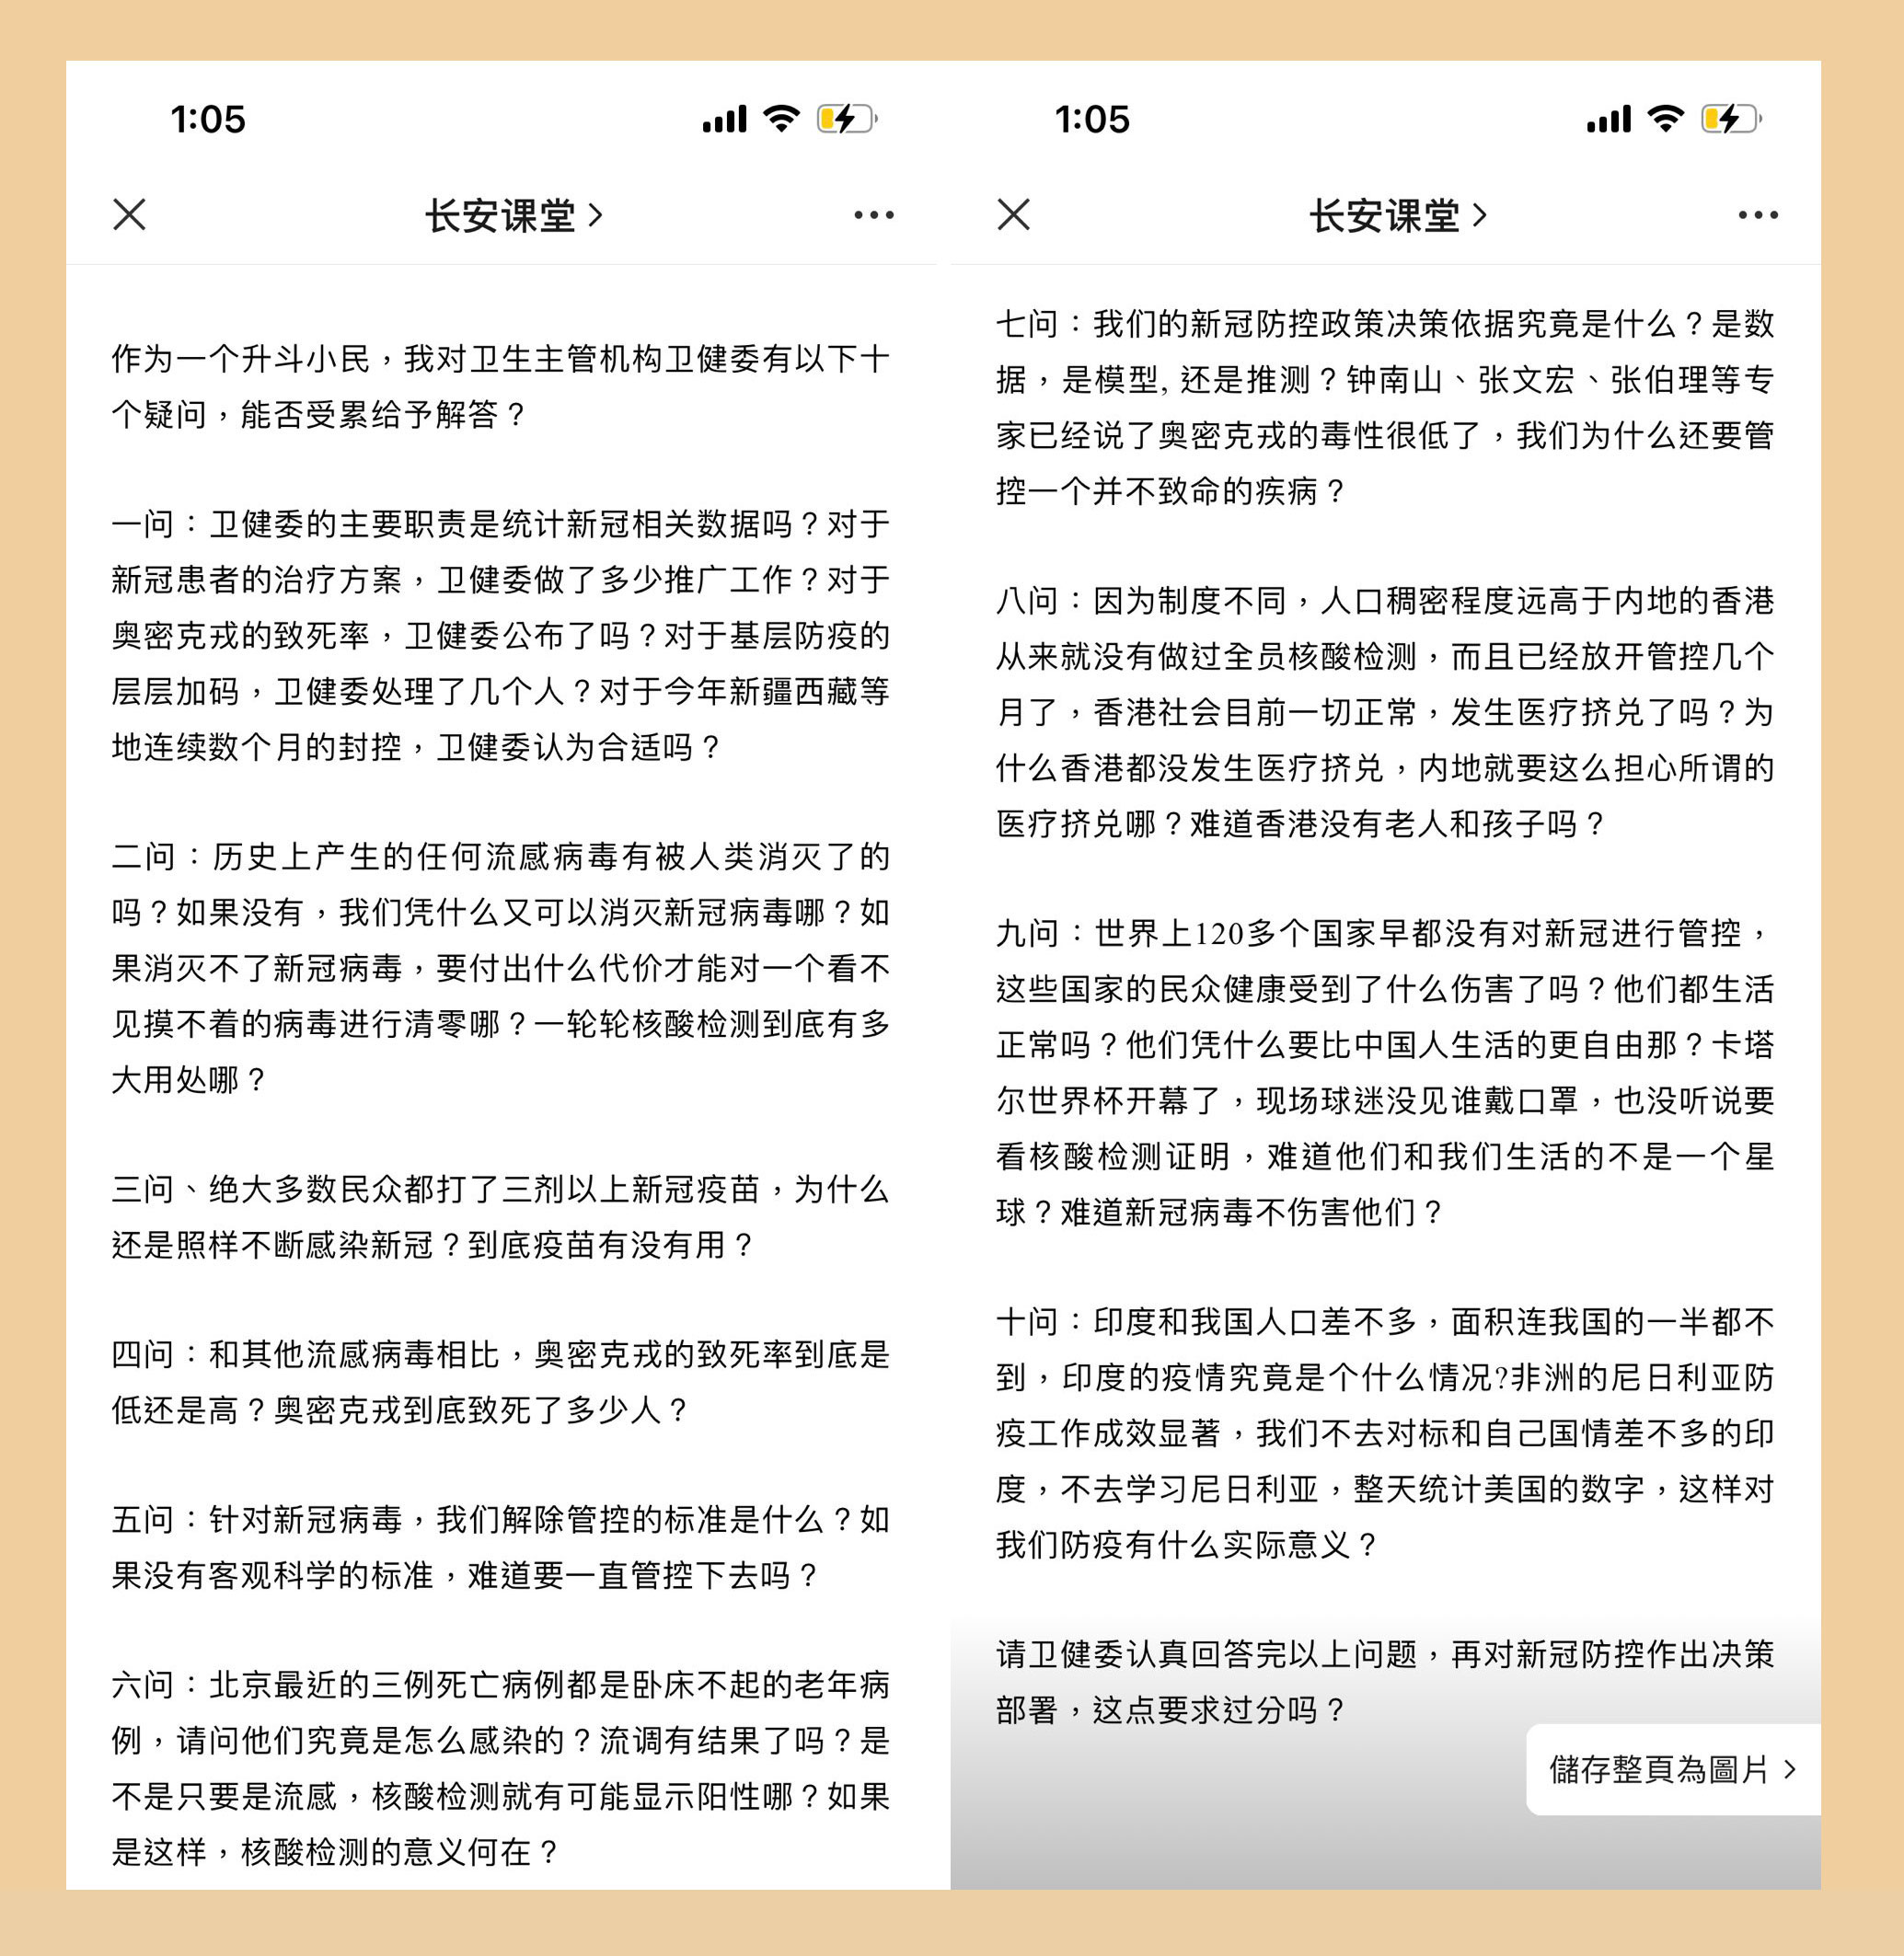 1:05
长安课堂
作为一个升斗小民，我对卫生主管机构卫健委有以下十
个疑问，能否受累给予解答？
一问：卫健委的主要职责是统计新冠相关数据吗？对于
新冠患者的治疗方案，卫健委做了多少推广工作？对于
奥密克戎的致死率，卫健委公布了吗？对于基层防疫的
层层加码，卫健委处理了几个人？对于今年新疆西藏等
地连续数个月的封控，卫健委认为合适吗？
二问：历史上产生的任何流感病毒有被人类消灭了的
吗？如果没有，我们凭什么又可以消灭新冠病毒哪？如
果消灭不了新冠病毒，要付出什么代价才能对一个看不
见摸不着的病毒进行清零哪？一轮轮核酸检测到底有多
大用处哪？
三问、绝大多数民众都打了三剂以上新冠疫苗，为什么
还是照样不断感染新冠？到底疫苗有没有用？
四问：和其他流感病毒相比，奥密克戎的致死率到底是
低还是高？奥密克戎到底致死了多少人？
五问：针对新冠病毒，我们解除管控的标准是什么？如
果没有客观科学的标准，难道要一直管控下去吗？
六问：北京最近的三例死亡病例都是卧床不起的老年病
例，请问他们究竟是怎么感染的？流调有结果了吗？是
不是只要是流感，核酸检测就有可能显示阳性哪？如果
是这样，核酸检测的意义何在？
1:05
长安课堂
七问：我们的新冠防控政策决策依据究竟是什么？是数
据，是模型, 还是推测？钟南山、张文宏、张伯理等专
家已经说了奥密克戎的毒性很低了，我们为什么还要管
控一个并不致命的疾病？
八问：因为制度不同，人口稠密程度远高于内地的香港
从来就没有做过全员核酸检测，而且已经放开管控几个
月了，香港社会目前一切正常，发生医疗挤兑了吗？为
什么香港都没发生医疗挤兑，内地就要这么担心所谓的
医疗挤兑哪？难道香港没有老人和孩子吗？
九问：世界上120多个国家早都没有对新冠进行管控，
这些国家的民众健康受到了什么伤害了吗？他们都生活
正常吗？他们凭什么要比中国人生活的更自由那？卡塔
尔世界杯开幕了，现场球迷没见谁戴口罩，也没听说要
看核酸检测证明，难道他们和我们生活的不是一个星
球？难道新冠病毒不伤害他们？
十问：印度和我国人口差不多，面积连我国的一半都不
到，印度的疫情究竟是个什么情况?非洲的尼日利亚防
疫工作成效显著，我们不去对标和自己国情差不多的印
度，不去学习尼日利亚，整天统计美国的数字，这样对
我们防疫有什么实际意义？
请卫健委认真回答完以上问题，再对新冠防控作出决策
部署，这点要求过分吗？
儲存整頁為圖片